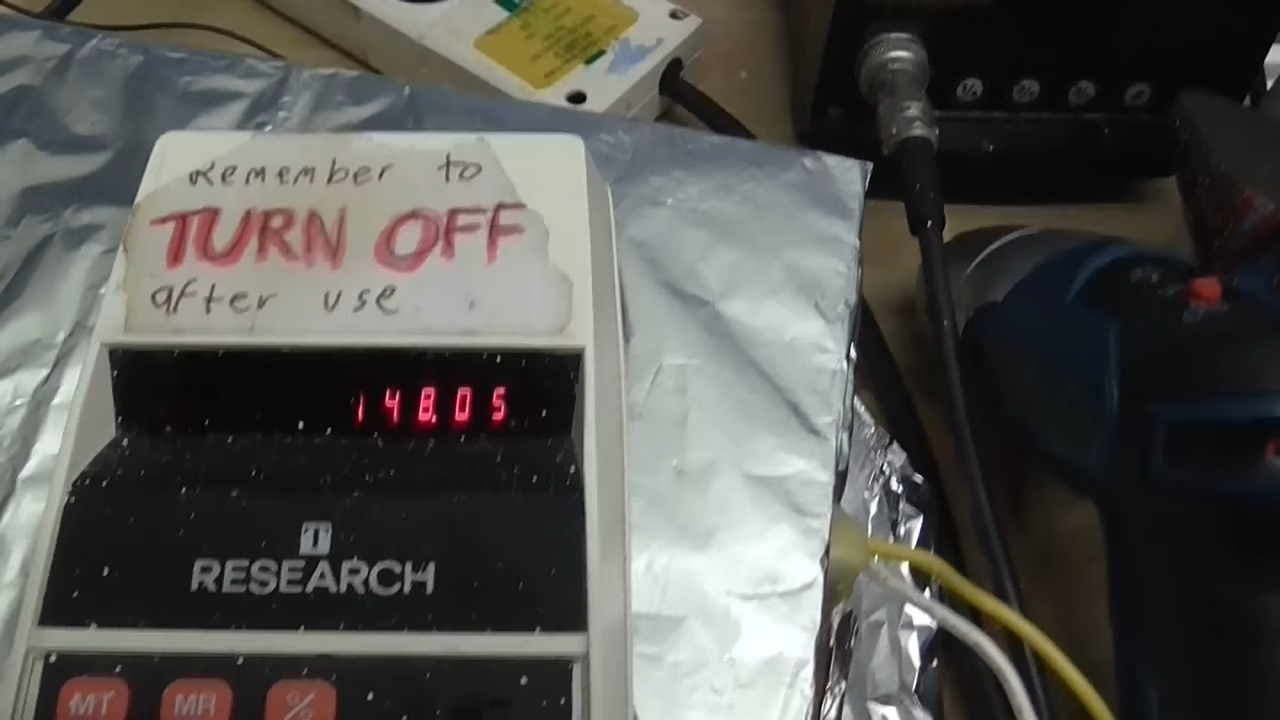 Remember to
TURN OFF
after use
148.05
RESEARCH
MT MR %